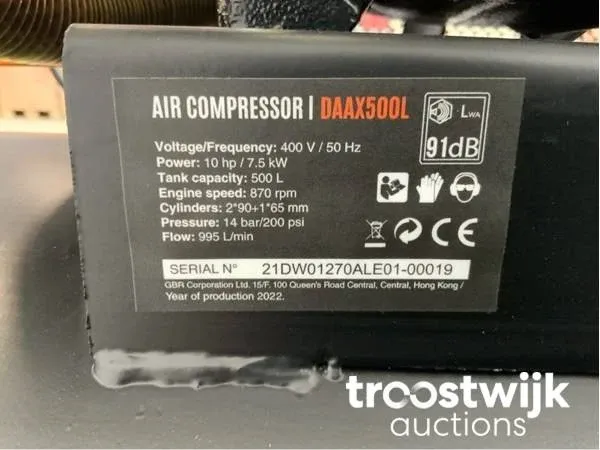 AIR COMPRESSOR | DAAX500L
Voltage/Frequency: 400 V / 50 Hz
Power: 10 hp / 7.5 kW
Tank capacity: 500 L
Engine speed: 870 rpm
Cylinders: 2*90+1*65 mm
Pressure: 14 bar/200 psi
Flow: 995 L/min
LWA
91dB
CE
SERIAL N° 21DW01270ALE01-00019
GBR Corporation Ltd. 15/F. 100 Queen's Road Central, Central, Hong Kong /
Year of production 2022.
troostwijk
auctions